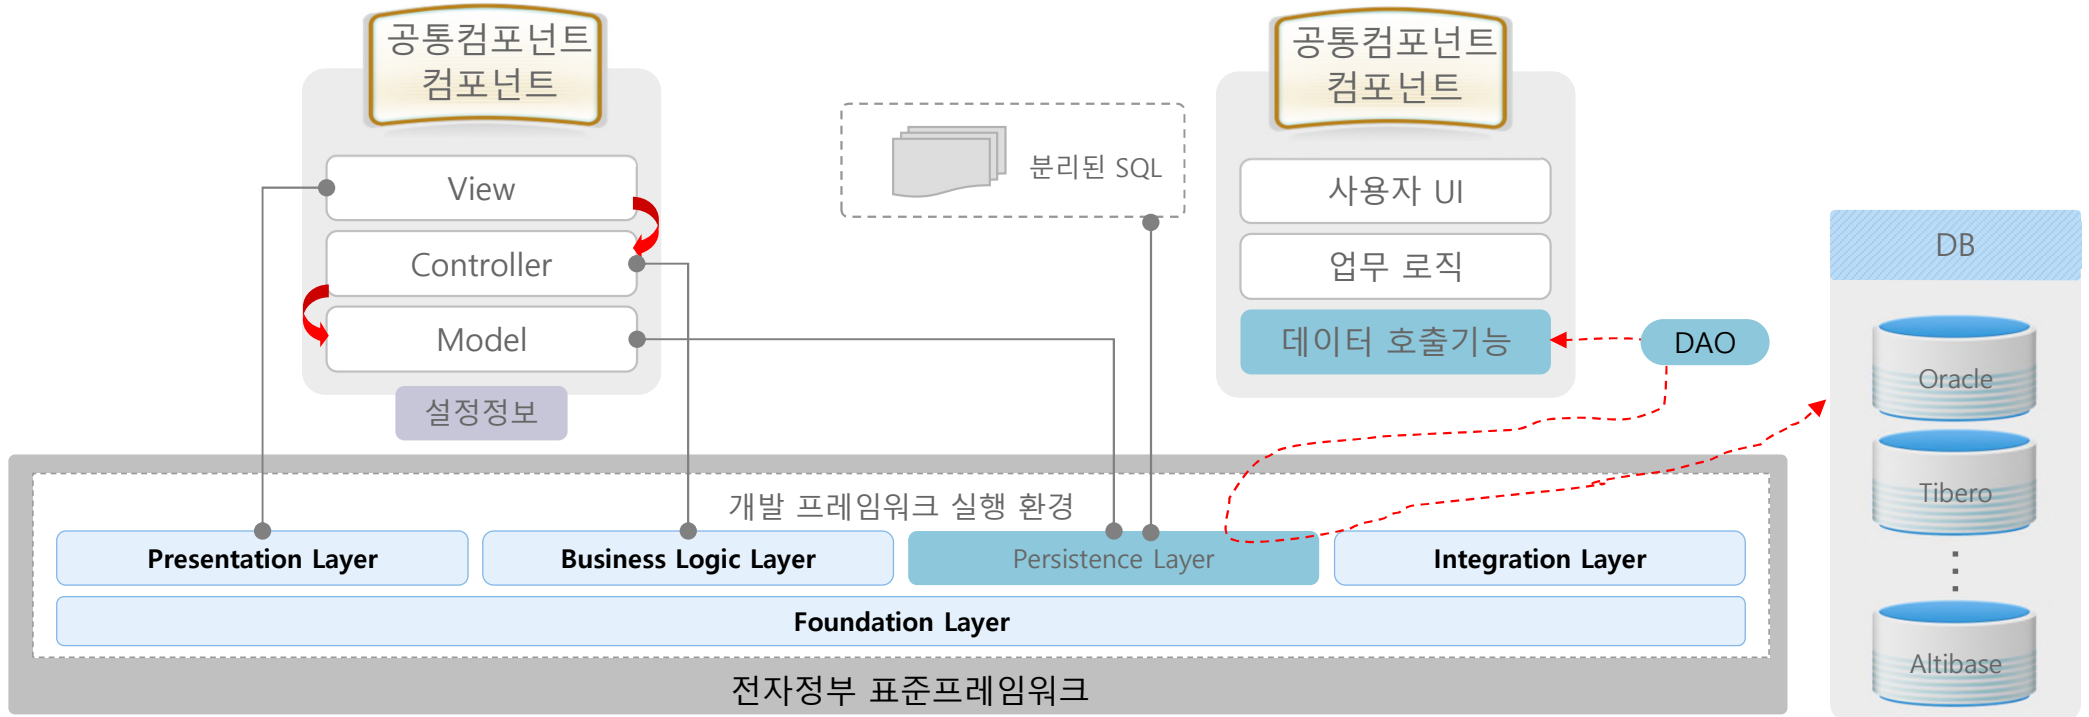 공통컴포넌트
컴포넌트
View
Controller
Model
설정정보
분리된 SQL
공통컴포넌트
컴포넌트
사용자 UI
업무 로직
데이터 호출기능
DAO
DB
Oracle
Tibero
Altibase
개발 프레임워크 실행 환경
Presentation Layer
Business Logic Layer
Persistence Layer
Integration Layer
Foundation Layer
전자정부 표준프레임워크